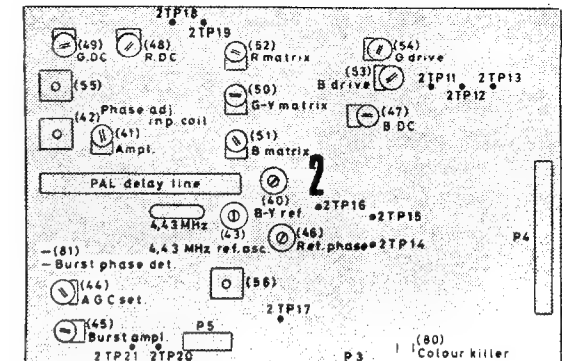 2TP18
2TP19
(49)
G.DC
(48)
R.DC
(52)
R matrix
(54)
G drive
(53)
B drive
2TP11
2TP13
2TP12
(55)
(50)
G-Y matrix
(47)
B DC
(42)
Phase adj
inp. coil
(41)
Ampl.
(51)
B matrix
PAL delay line
2
(40)
B-Y ref.
2TP16
2TP15
4,43 MHz
(43)
4,43 MHz ref.osc.
(46)
Ref.phase
2TP14
P4
(81)
Burst phase det.
(44)
AGC set.
(56)
2TP17
(45)
Burst ampl.
P5
2TP21
2TP20
P3
(80)
Colour killer